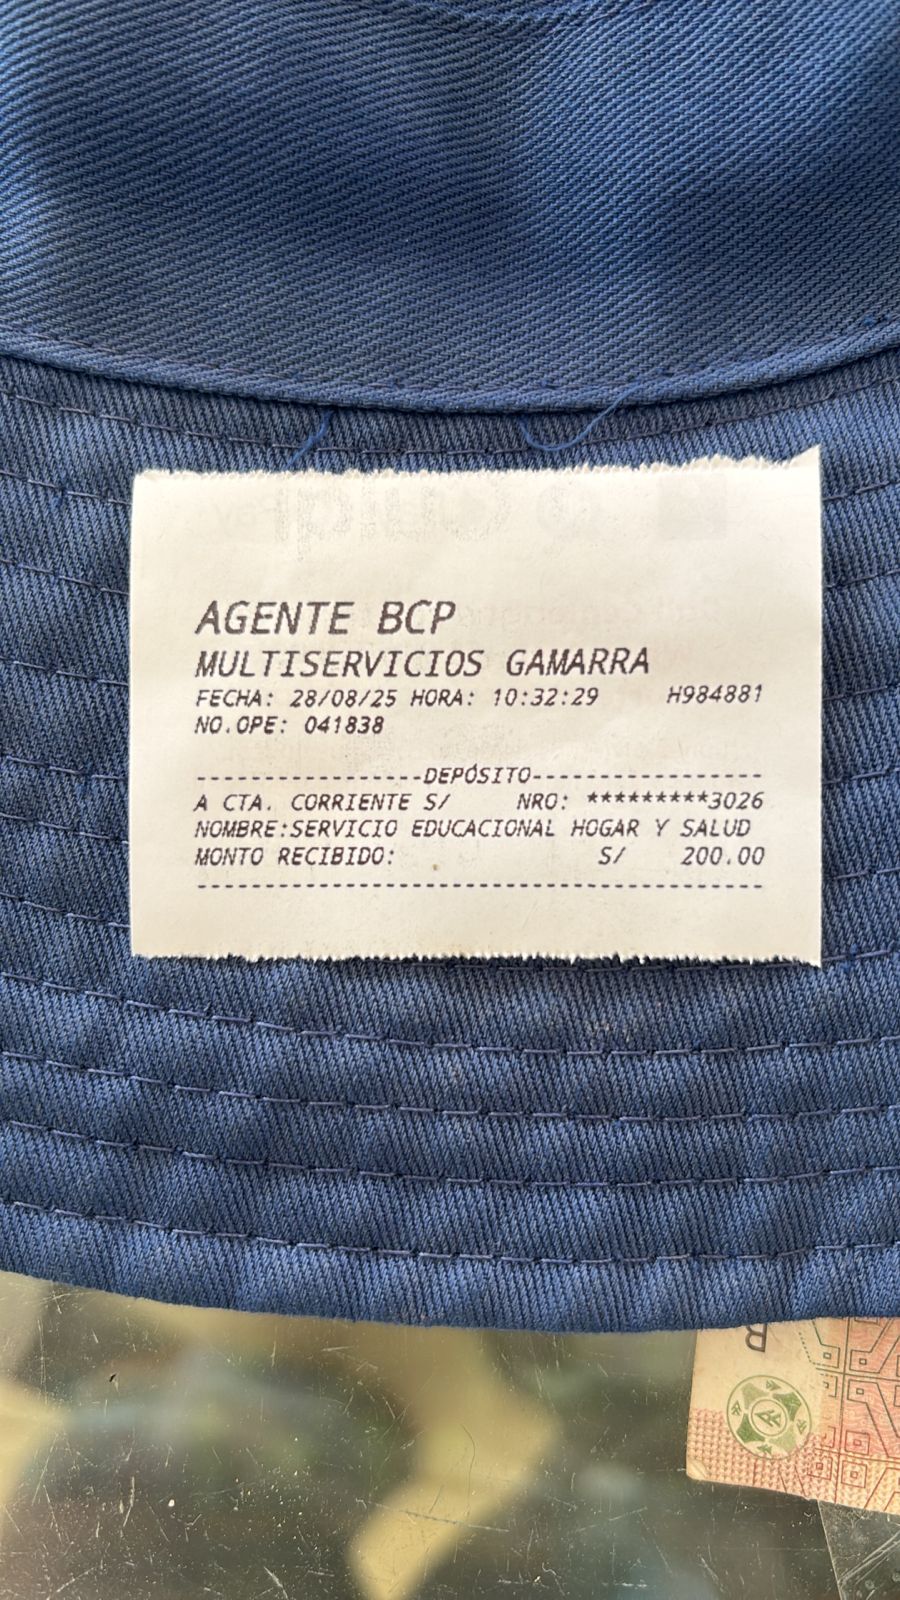 AGENTE BCP
MULTISERVICIOS GAMARRA
FECHA: 28/08/25 HORA: 10:32:29 H984881
NO.OPE: 041838
------------------DEPÓSITO------------------
A CTA. CORRIENTE S/ NRO: *********3026
NOMBRE:SERVICIO EDUCACIONAL HOGAR Y SALUD
MONTO RECIBIDO: S/ 200.00
--------------------------------------------